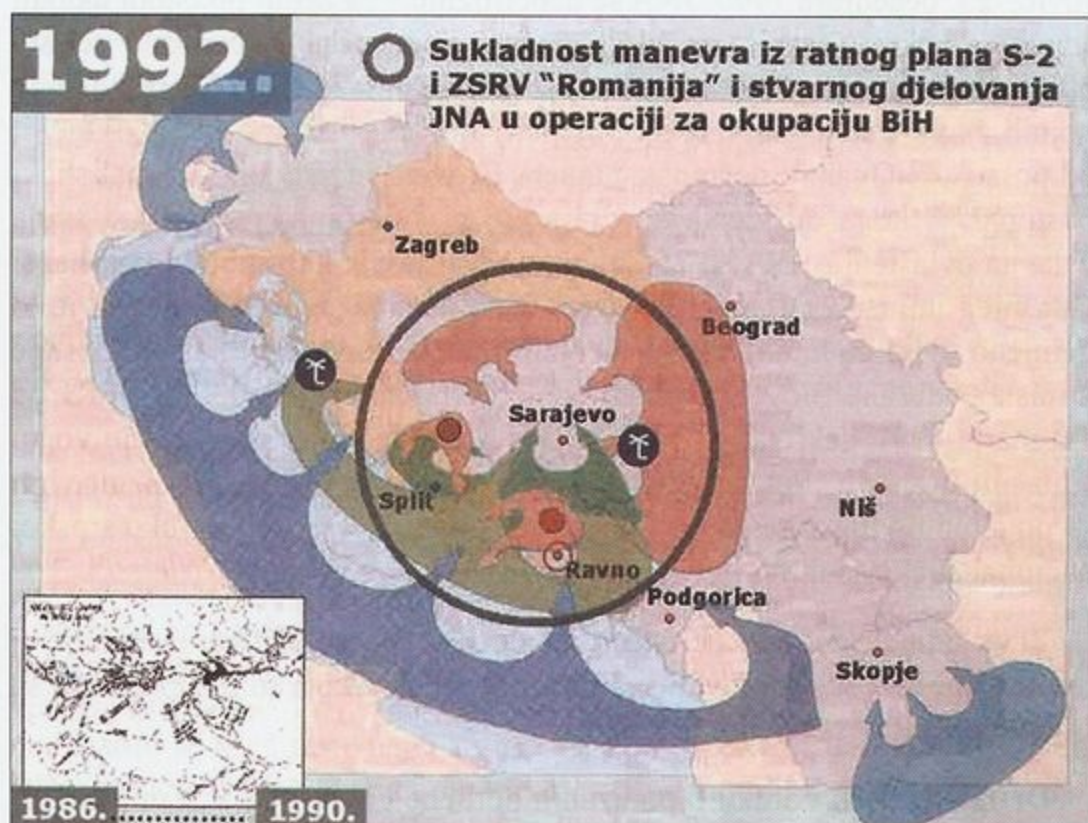 1992.
Sukladnost manevra iz ratnog plana S-2
i ZSRV "Romanija" i stvarnog djelovanja
JNA u operaciji za okupaciju BiH
Zagreb
Beograd
Sarajevo
Split
Niš
Ravno
Podgorica
Skopje
1986. 1990.